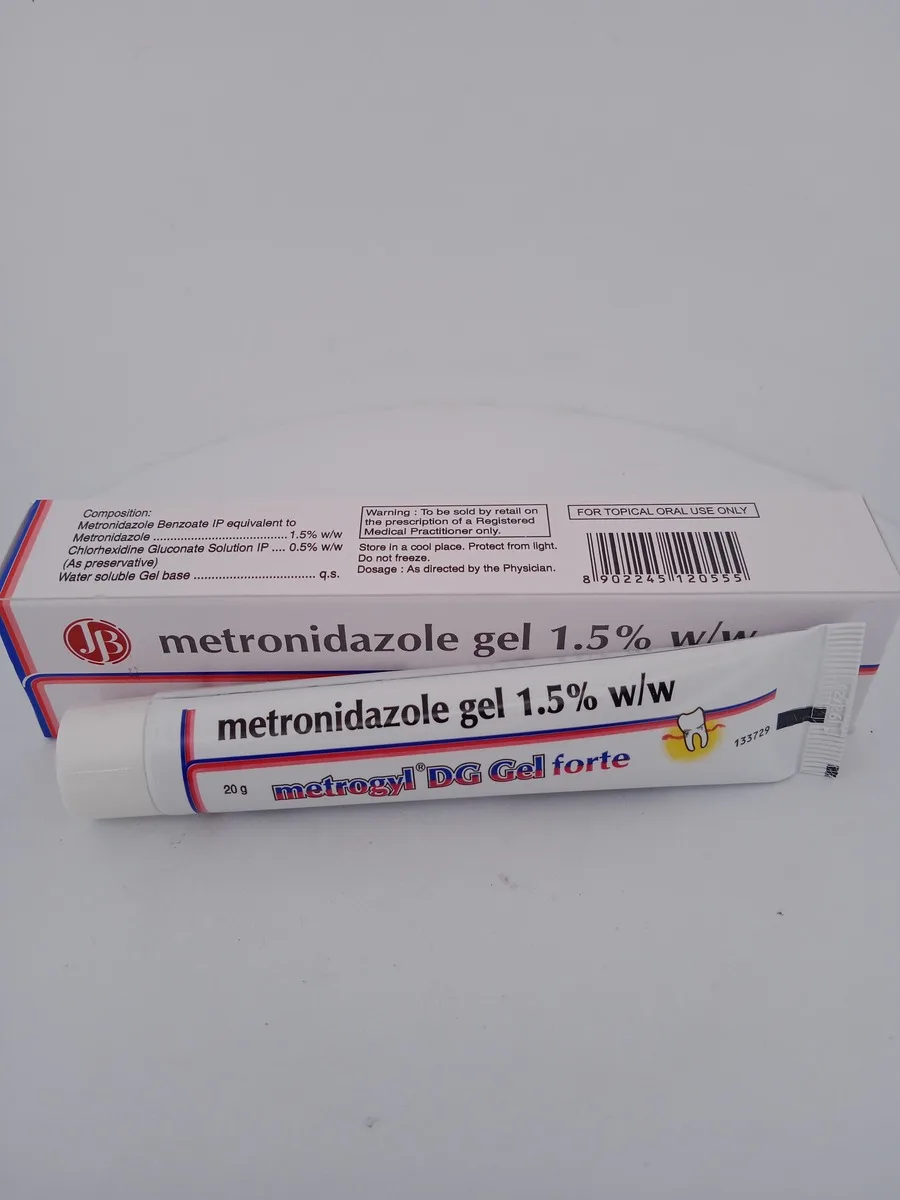 Composition:
Metronidazole Benzoate IP equivalent to
Metronidazole ........................................ 1.5% w/w
Chlorhexidine Gluconate Solution IP .... 0.5% w/w
(As preservative)
Water soluble Gel base .................................... q.s.
Warning : To be sold by retail on
the prescription of a Registered
Medical Practitioner only.
Store in a cool place. Protect from light.
Do not freeze.
Dosage : As directed by the Physician.
FOR TOPICAL ORAL USE ONLY
8 902245 120555
JB
metronidazole gel 1.5% w/w
metronidazole gel 1.5% w/w
20 g
metrogyl® DG Gel forte
133729